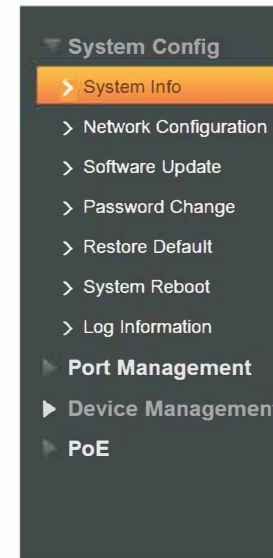 System Config
System Info
Network Configuration
Software Update
Password Change
Restore Default
System Reboot
Log Information
Port Management
Device Managemen
PoE